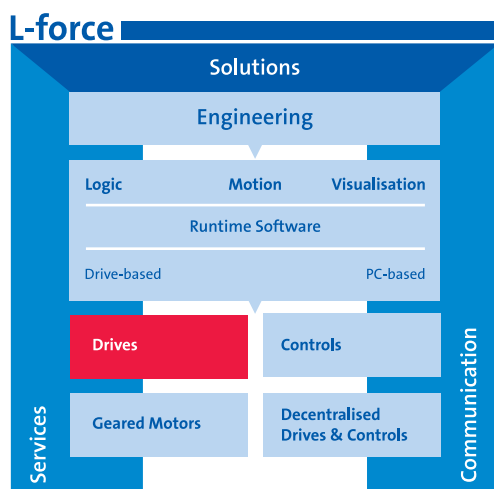 L-force
Solutions
Engineering
Logic Motion Visualisation
Runtime Software
Drive-based PC-based
Drives
Controls
Geared Motors
Decentralised
Drives & Controls
Services
Communication